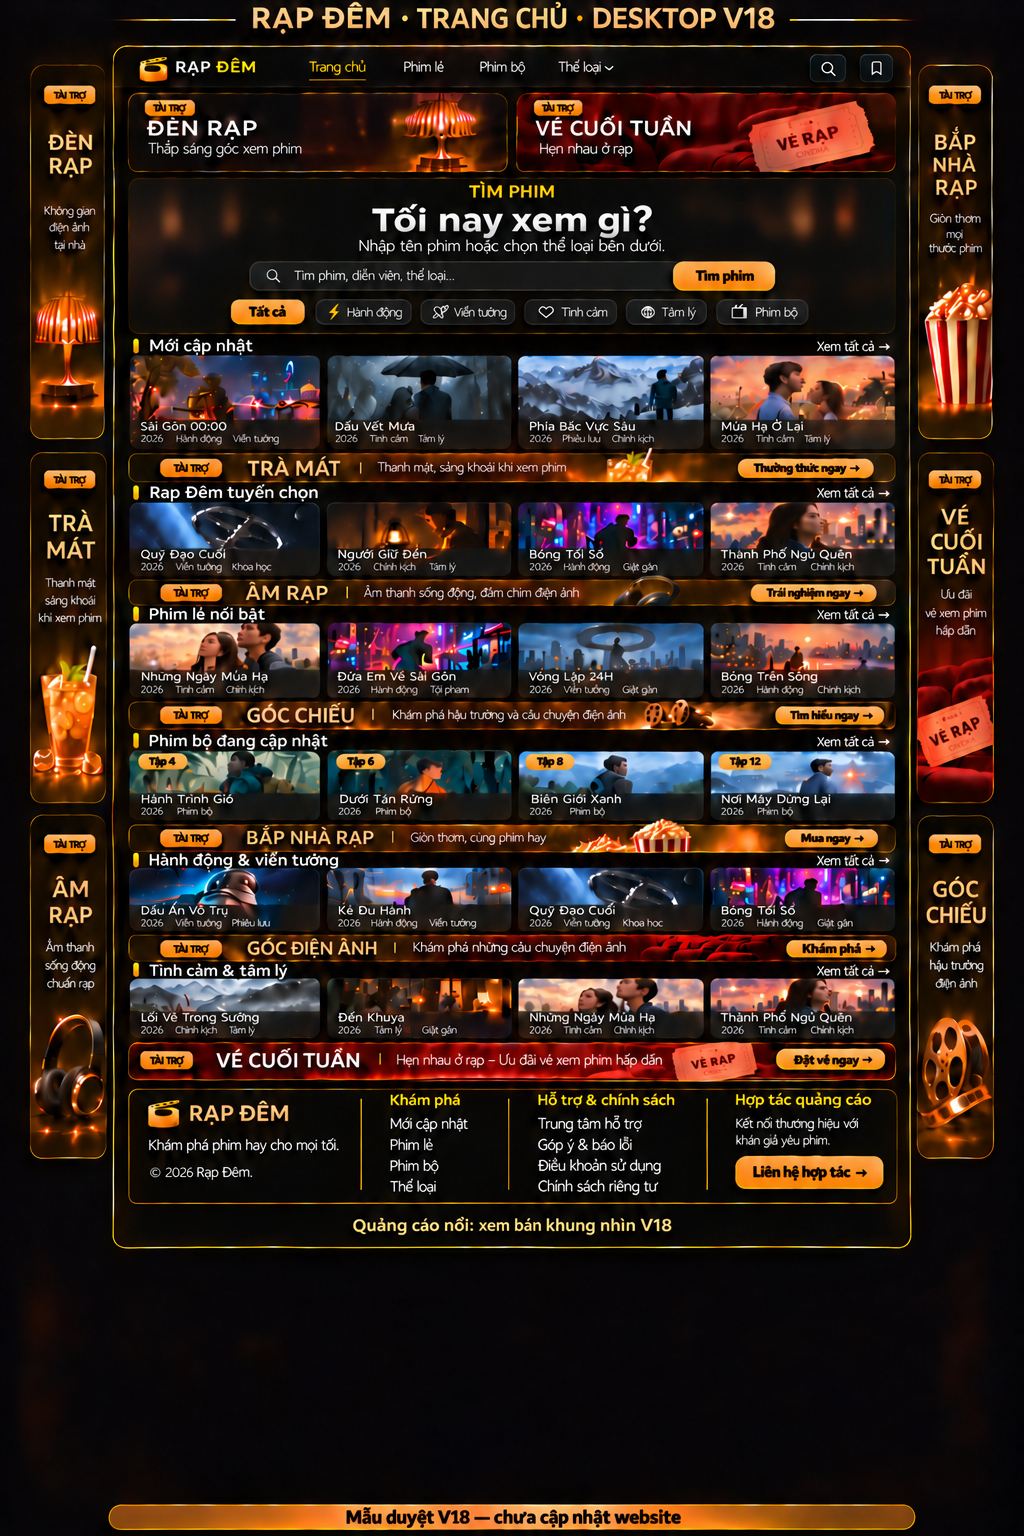 RẠP ĐÊM · TRANG CHỦ · DESKTOP V18
RẠP ĐÊM
Trang chủ
Phim lẻ
Phim bộ
Thể loại
TÀI TRỢ
ĐÈN RẠP
Thắp sáng góc xem phim
TÀI TRỢ
VÉ CUỐI TUẦN
Hẹn nhau ở rạp
VÉ RẠP
CINEMA
TÌM PHIM
Tối nay xem gì?
Nhập tên phim hoặc chọn thể loại bên dưới.
Tìm phim, diễn viên, thể loại...
Tìm phim
Tất cả
Hành động
Viễn tưởng
Tình cảm
Tâm lý
Phim bộ
Mới cập nhật
Xem tất cả →
Sài Gòn 00:00
2026 Hành động Viễn tưởng
Dấu Vết Mưa
2026 Tình cảm Tâm lý
Phía Bắc Vực Sâu
2026 Phiêu lưu Chính kịch
Mùa Hạ Ở Lại
2026 Tình cảm Tâm lý
TÀI TRỢ
TRÀ MÁT
Thanh mát, sảng khoái khi xem phim
Thưởng thức ngay →
Rạp Đêm tuyển chọn
Xem tất cả →
Quỹ Đạo Cuối
2026 Viễn tưởng Khoa học
Người Giữ Đèn
2026 Chính kịch Tâm lý
Bóng Tối Số
2026 Hành động Giật gân
Thành Phố Ngủ Quên
2026 Tình cảm Chính kịch
TÀI TRỢ
ÂM RẠP
Âm thanh sống động, đắm chìm điện ảnh
Trải nghiệm ngay →
Phim lẻ nổi bật
Xem tất cả →
Những Ngày Mùa Hạ
2026 Tình cảm Chính kịch
Đưa Em Về Sài Gòn
2026 Hành động Tội phạm
Vòng Lặp 24H
2026 Viễn tưởng Giật gân
Bóng Trên Sông
2026 Hành động Chính kịch
TÀI TRỢ
GÓC CHIẾU
Khám phá hậu trường và câu chuyện điện ảnh
Tìm hiểu ngay →
Phim bộ đang cập nhật
Xem tất cả →
Tập 4
Hành Trình Gió
2026 Phim bộ
Tập 6
Dưới Tán Rừng
2026 Phim bộ
Tập 8
Biên Giới Xanh
2026 Phim bộ
Tập 12
Nơi Mây Dừng Lại
2026 Phim bộ
TÀI TRỢ
BẮP NHÀ RẠP
Giòn thơm, cùng phim hay
Mua ngay →
Hành động & viễn tưởng
Xem tất cả →
Dấu Ấn Vũ Trụ
2026 Viễn tưởng Phiêu lưu
Kẻ Du Hành
2026 Hành động Viễn tưởng
Quỹ Đạo Cuối
2026 Viễn tưởng Khoa học
Bóng Tối Số
2026 Hành động Giật gân
TÀI TRỢ
GÓC ĐIỆN ẢNH
Khám phá những câu chuyện điện ảnh
Khám phá →
Tình cảm & tâm lý
Xem tất cả →
Lối Về Trong Sương
2026 Chính kịch Tâm lý
Đèn Khuya
2026 Tâm lý Giật gân
Những Ngày Mùa Hạ
2026 Tình cảm Chính kịch
Thành Phố Ngủ Quên
2026 Tình cảm Chính kịch
TÀI TRỢ
VÉ CUỐI TUẦN
Hẹn nhau ở rạp – Ưu đãi vé xem phim hấp dẫn
VÉ RẠP
Đặt vé ngay →
RẠP ĐÊM
Khám phá phim hay cho mọi tối.
© 2026 Rạp Đêm.
Khám phá
Mới cập nhật
Phim lẻ
Phim bộ
Thể loại
Hỗ trợ & chính sách
Trung tâm hỗ trợ
Góp ý & báo lỗi
Điều khoản sử dụng
Chính sách riêng tư
Hợp tác quảng cáo
Kết nối thương hiệu với
khán giả yêu phim.
Liên hệ hợp tác →
Quảng cáo nổi: xem bản khung nhìn V18
TÀI TRỢ
ĐÈN
RẠP
Không gian
điện ảnh
tại nhà
TÀI TRỢ
TRÀ
MÁT
Thanh mát
sảng khoái
khi xem phim
TÀI TRỢ
ÂM
RẠP
Âm thanh
sống động
chuẩn rạp
TÀI TRỢ
BẮP
NHÀ
RẠP
Giòn thơm
mọi
thước phim
TÀI TRỢ
VÉ
CUỐI
TUẦN
Ưu đãi
vé xem phim
hấp dẫn
VÉ RẠP
TÀI TRỢ
GÓC
CHIẾU
Khám phá
hậu trường
điện ảnh
Mẫu duyệt V18 — chưa cập nhật website